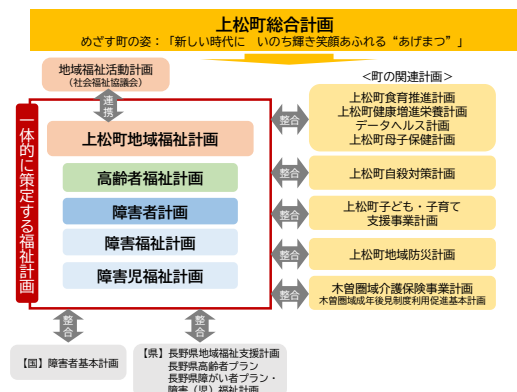 上松町総合計画
めざす町の姿：「新しい時代に　いのち輝き笑顔あふれる“あげまつ”」
地域福祉活動計画
（社会福祉協議会）
連携
一体的に策定する福祉計画
上松町地域福祉計画
高齢者福祉計画
障害者計画
障害福祉計画
障害児福祉計画
＜町の関連計画＞
整合
上松町食育推進計画
上松町健康増進栄養計画
データヘルス計画
上松町母子保健計画
整合
上松町自殺対策計画
整合
上松町子ども・子育て
支援事業計画
整合
上松町地域防災計画
整合
木曽圏域介護保険事業計画
木曽圏域成年後見制度利用促進基本計画
整合
【国】障害者基本計画
整合
【県】長野県地域福祉支援計画
長野県高齢者プラン
長野県障がい者プラン・
障害（児）福祉計画